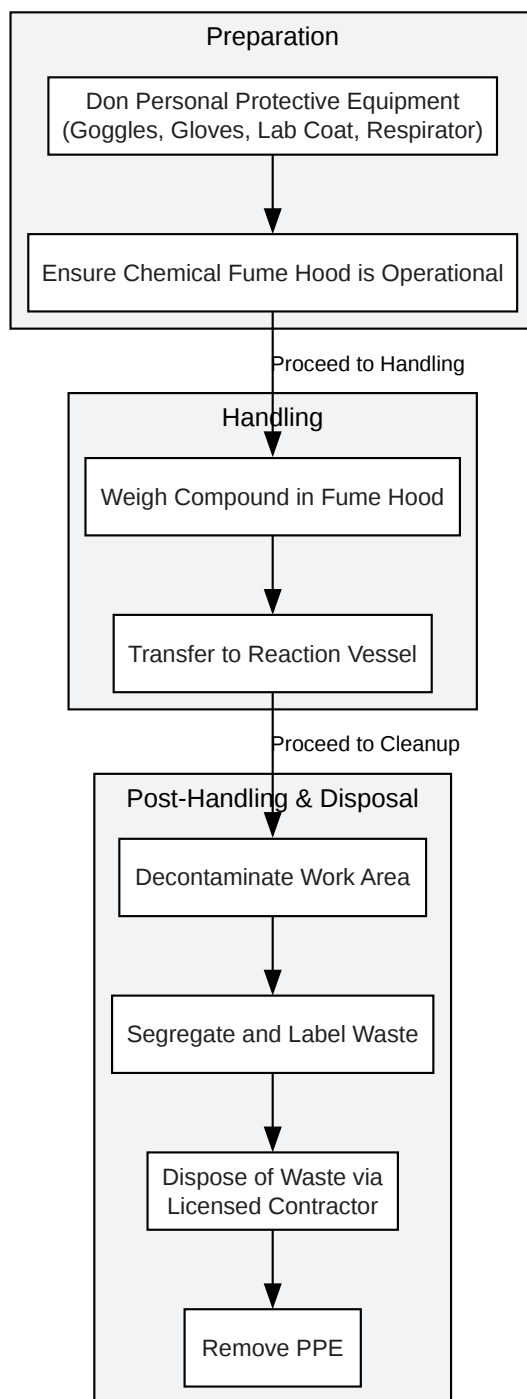 Preparation
Don Personal Protective Equipment
(Goggles, Gloves, Lab Coat, Respirator)
Ensure Chemical Fume Hood is Operational
Proceed to Handling
Handling
Weigh Compound in Fume Hood
Transfer to Reaction Vessel
Proceed to Cleanup
Post-Handling & Disposal
Decontaminate Work Area
Segregate and Label Waste
Dispose of Waste via
Licensed Contractor
Remove PPE